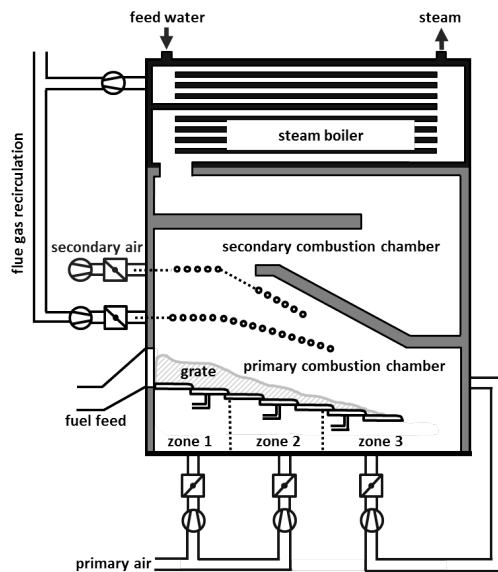 feed water
steam
steam boiler
flue gas recirculation
secondary air
secondary combustion chamber
primary combustion chamber
grate
fuel feed
zone 1
zone 2
zone 3
primary air